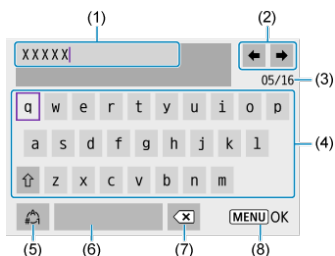 (1)
(2)
XXXXX
05/16
(3)
q w e r t y u i o p
a s d f g h j k l
(4)
z x c v b n m
MENU OK
(5)
(6)
(7)
(8)